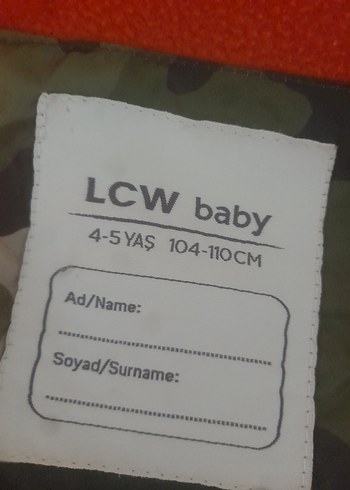 LCW baby
4-5 YAŞ 104-110CM
Ad/Name:
Soyad/Surname: